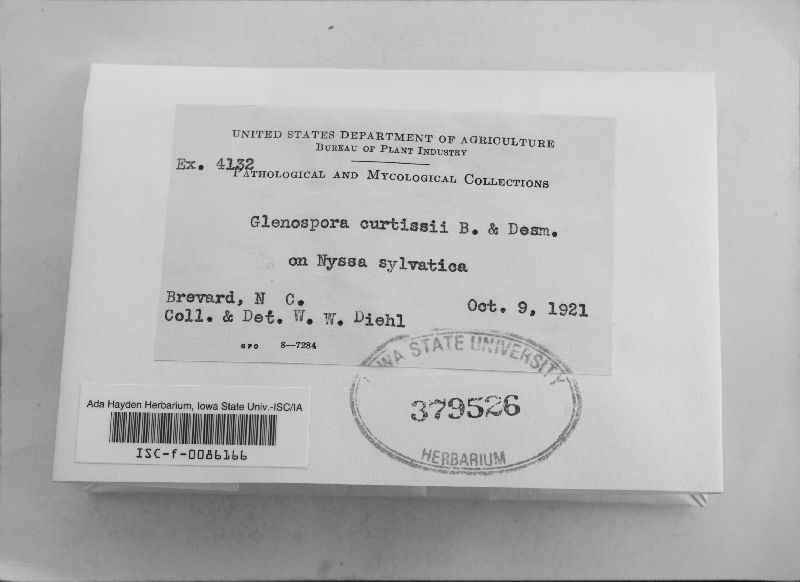 UNITED STATES DEPARTMENT OF AGRICULTURE
BUREAU OF PLANT INDUSTRY
Ex. 4132
PATHOLOGICAL AND MYCOLOGICAL COLLECTIONS
Glenospora curtissii B. & Desm.
on Nyssa sylvatica
Brevard, N C.
Oct. 9, 1921
Coll. & Det. W. W. Diehl
GPO 8—7284
IOWA STATE UNIVERSITY
379526
HERBARIUM
Ada Hayden Herbarium, Iowa State Univ.-ISC/IA
ISC-f-0086166